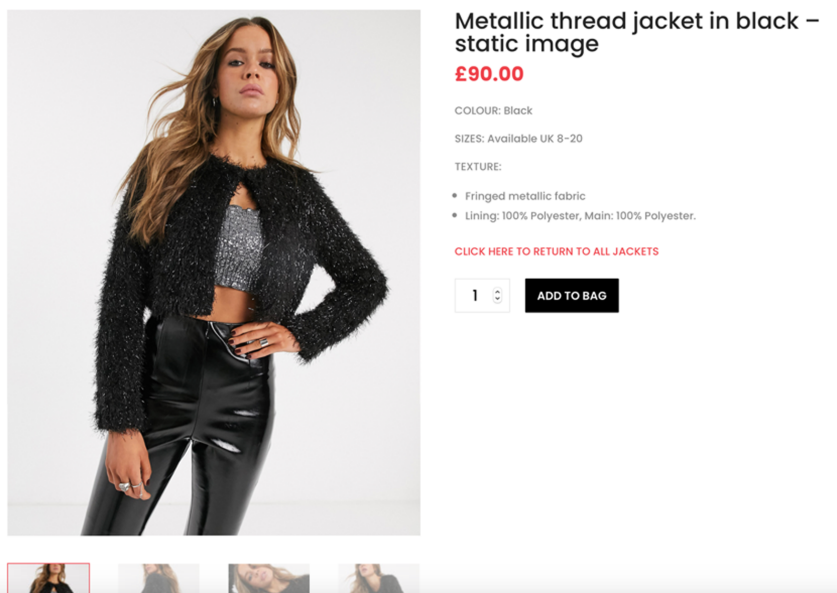 Metallic thread jacket in black –
static image
£90.00
COLOUR: Black
SIZES: Available UK 8-20
TEXTURE:
Fringed metallic fabric
Lining: 100% Polyester, Main: 100% Polyester.
CLICK HERE TO RETURN TO ALL JACKETS
1
ADD TO BAG